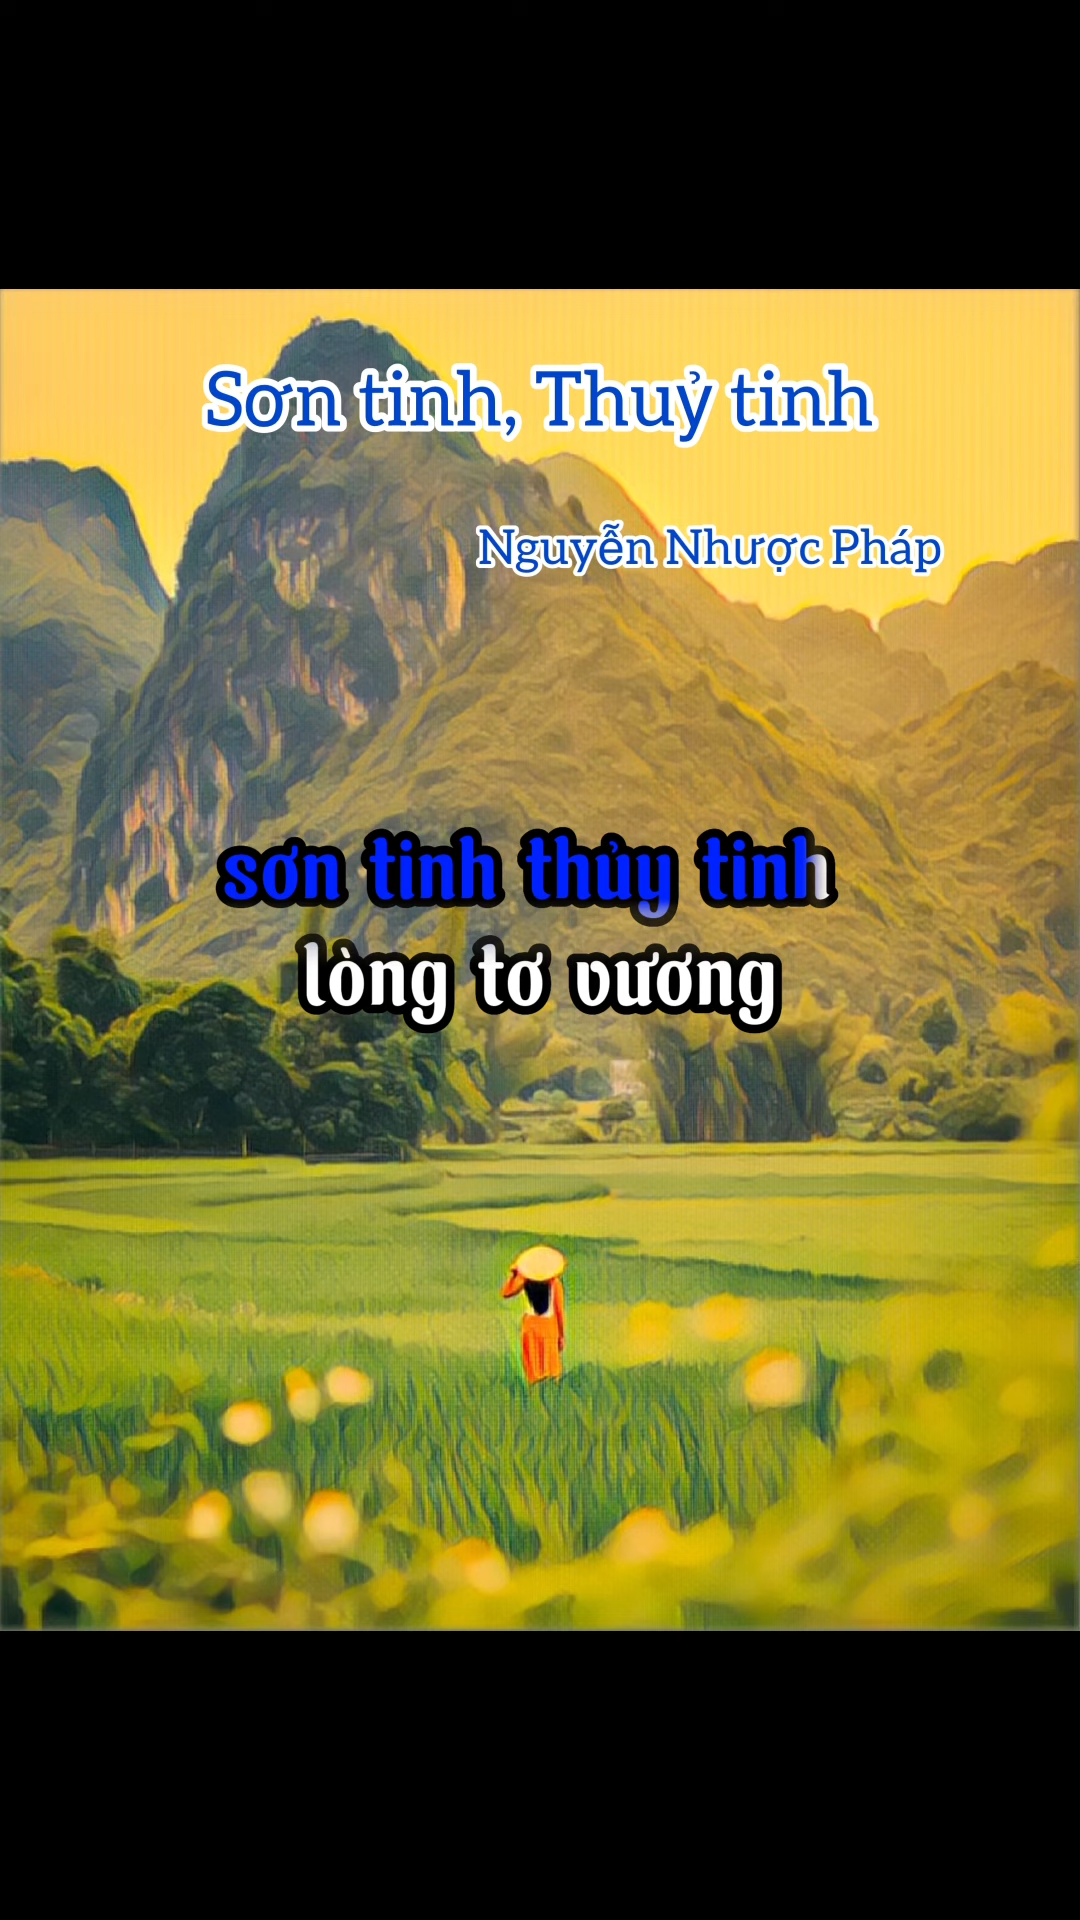 Sơn tinh, Thuỷ tinh
Nguyễn Nhược Pháp
sơn tinh thủy tinh
lòng tơ vương